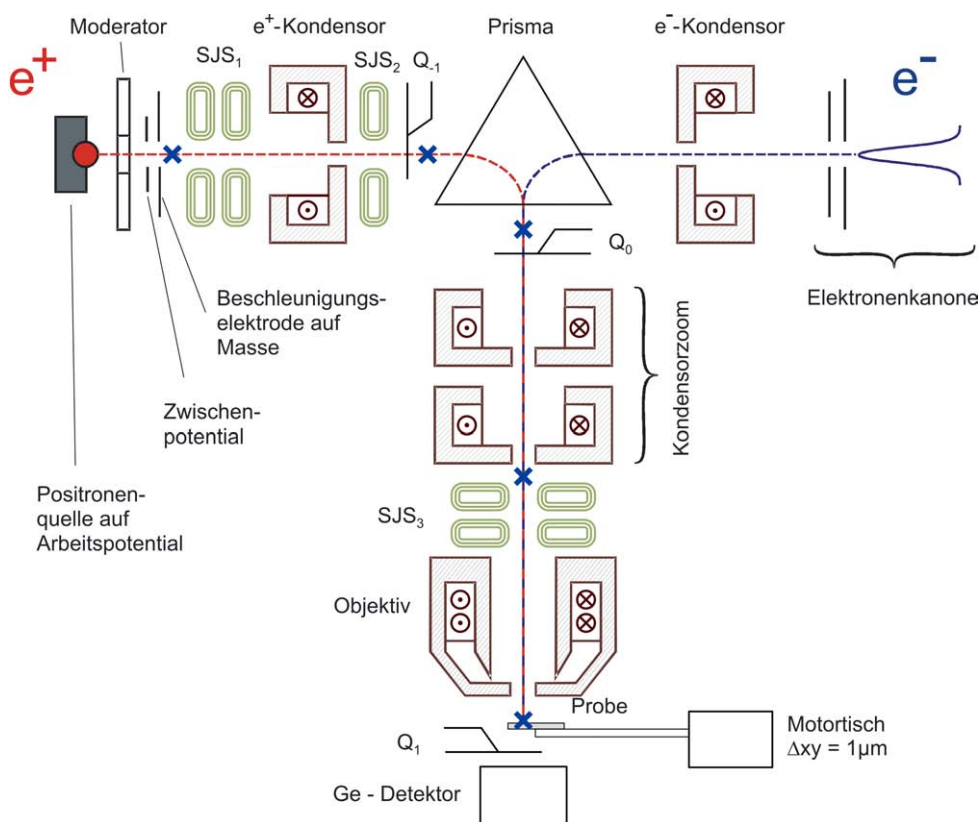 Moderator
e⁺-Kondensor
Prisma
e⁻-Kondensor
SJS₁
SJS₂
Q₋₁
e⁺
e⁻
Q₀
Beschleunigungs-
elektrode auf
Masse
Elektronenkanone
Zwischen-
potential
Kondensorzoom
Positronen-
quelle auf
Arbeitspotential
SJS₃
Objektiv
Probe
Q₁
Motortisch
Δxy = 1µm
Ge - Detektor